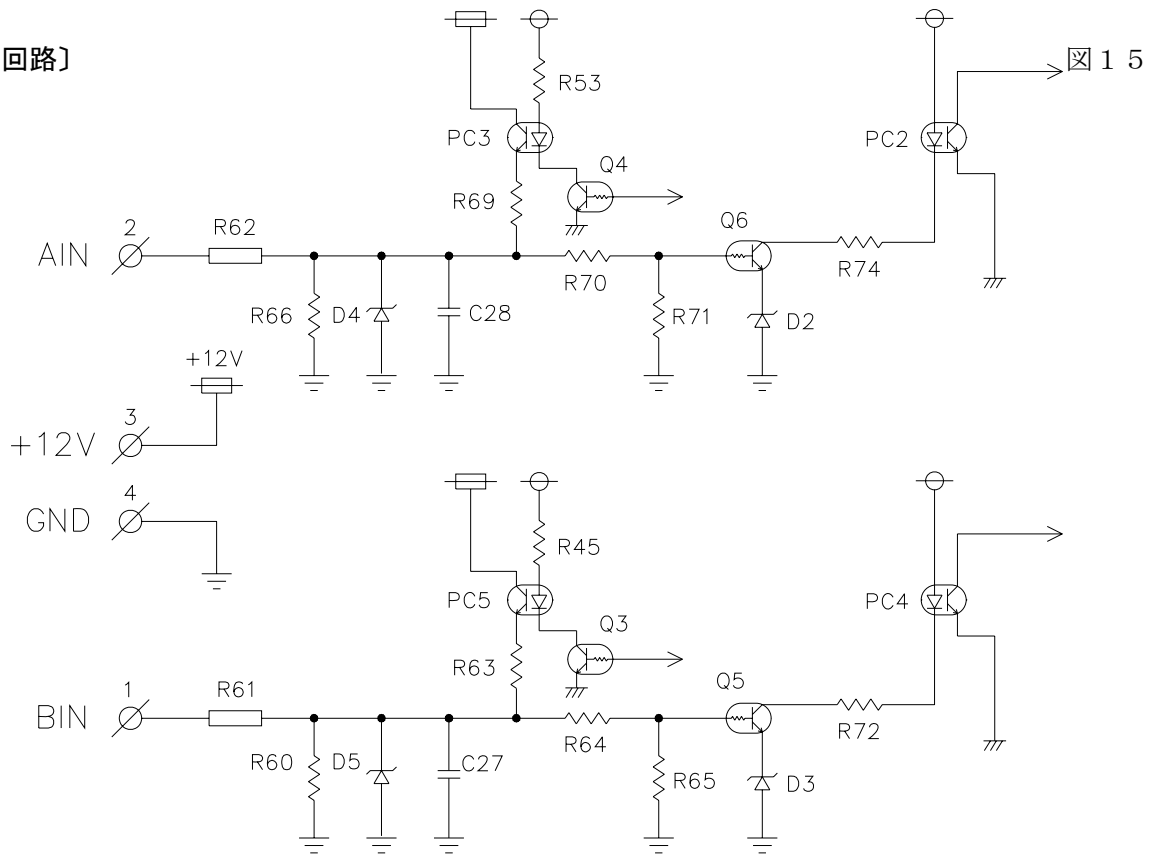 回路〕
図１５
R53
PC3
Q4
PC2
R69
2
R62
Q6
AIN
R70
R74
R66
D4
C28
R71
D2
+12V
3
+12V
4
GND
R45
PC5
Q3
PC4
R63
1
R61
Q5
BIN
R64
R72
R60
D5
C27
R65
D3